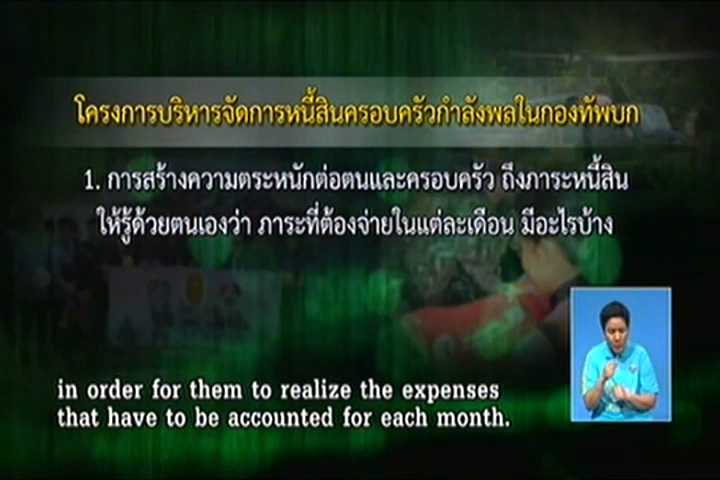 โครงการบริหารจัดการหนี้สินครอบครัวกำลังพลในกองทัพบก
1. การสร้างความตระหนักต่อตนและครอบครัว ถึงภาระหนี้สิน
ให้รู้ด้วยตนเองว่า ภาระที่ต้องจ่ายในแต่ละเดือน มีอะไรบ้าง
in order for them to realize the expenses
that have to be accounted for each month.